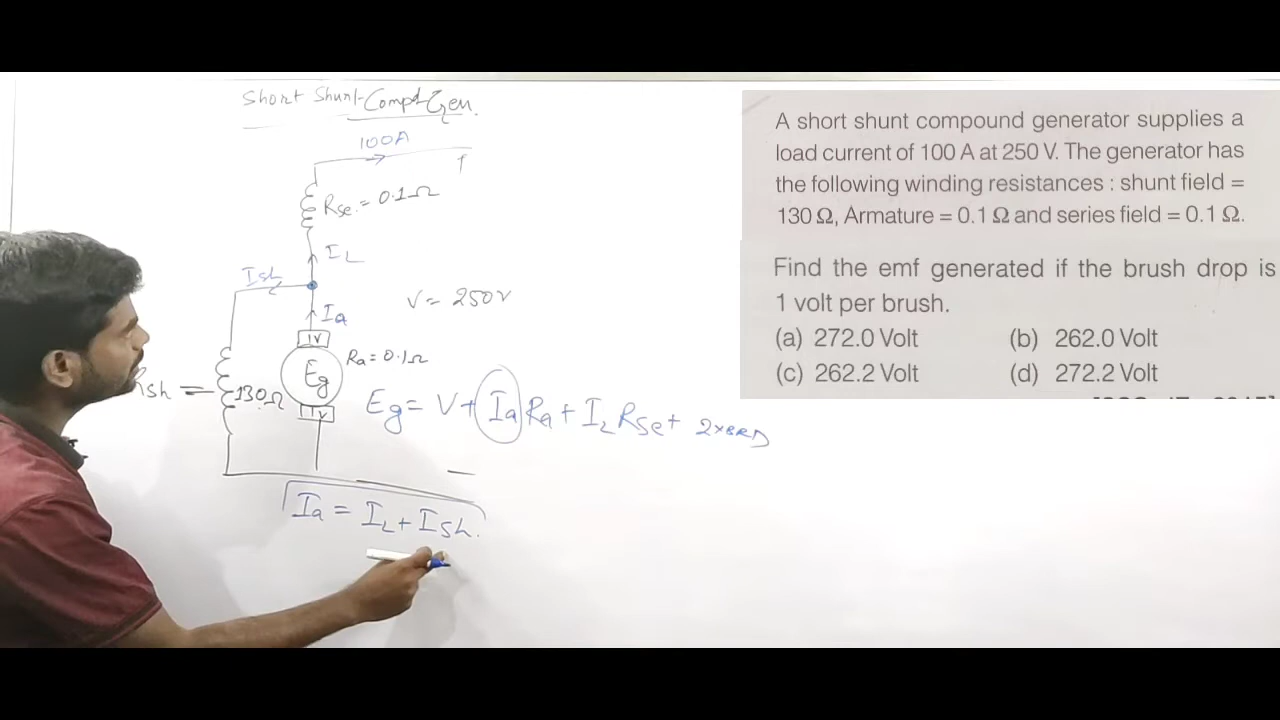 Short Shunt Compd Gen.
100A
Rse. = 0.1Ω
IL
Ish
Ia
V = 250V
1V
Eg
Ra = 0.1Ω
130Ω
1V
Eg = V + Ia Ra + IL Rse + 2×BRD
Ia = IL + Ish.
A short shunt compound generator supplies a
load current of 100 A at 250 V. The generator has
the following winding resistances : shunt field =
130 Ω, Armature = 0.1 Ω and series field = 0.1 Ω.
Find the emf generated if the brush drop is
1 volt per brush.
(a) 272.0 Volt (b) 262.0 Volt
(c) 262.2 Volt (d) 272.2 Volt